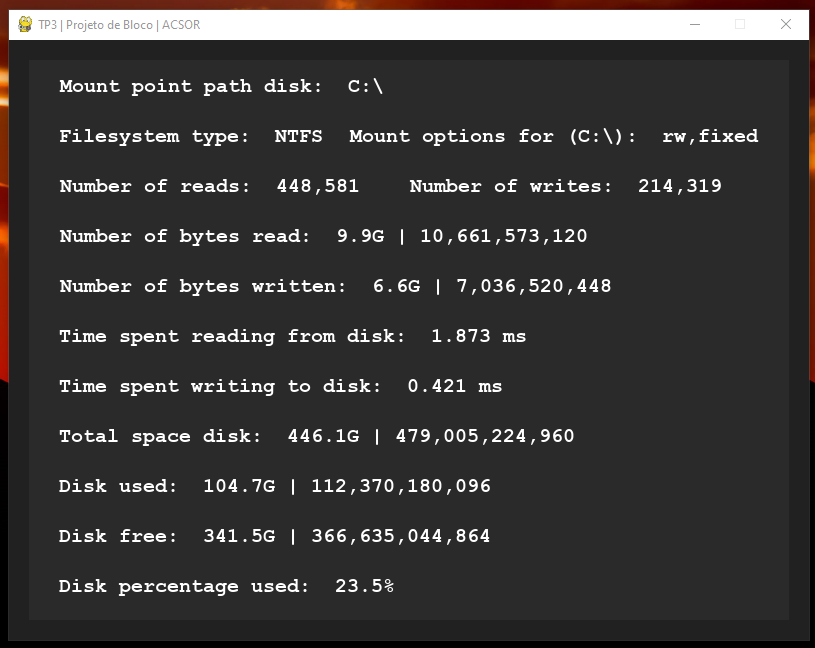 TP3 | Projeto de Bloco | ACSOR
Mount point path disk: C:\
Filesystem type: NTFS Mount options for (C:\): rw,fixed
Number of reads: 448,581 Number of writes: 214,319
Number of bytes read: 9.9G | 10,661,573,120
Number of bytes written: 6.6G | 7,036,520,448
Time spent reading from disk: 1.873 ms
Time spent writing to disk: 0.421 ms
Total space disk: 446.1G | 479,005,224,960
Disk used: 104.7G | 112,370,180,096
Disk free: 341.5G | 366,635,044,864
Disk percentage used: 23.5%